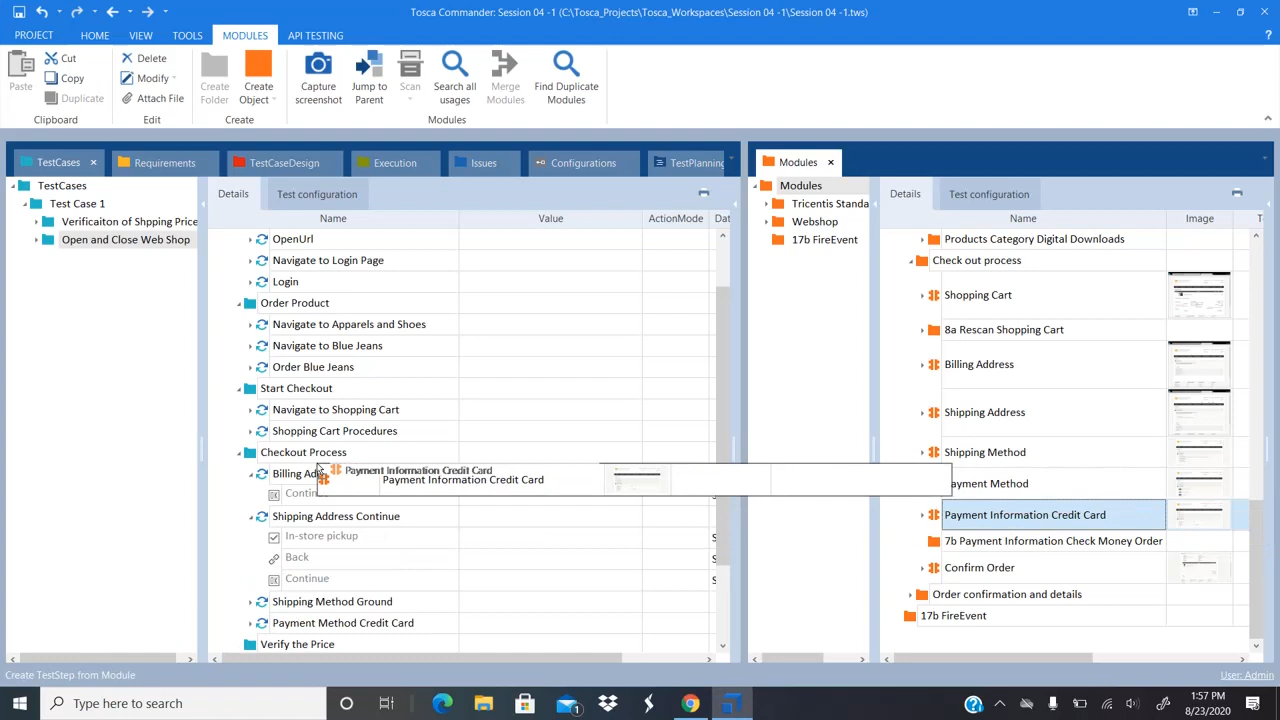 Tosca Commander: Session 04 -1 (C:\Tosca_Projects\Tosca_Workspaces\Session 04 -1\Session 04 -1.tws)
PROJECT HOME VIEW TOOLS MODULES API TESTING ?
Paste
Cut
Copy
Duplicate
Clipboard
Delete
Modify
Attach File
Edit
Create Folder
Create Object
Create
Capture screenshot
Jump to Parent
Scan
Search all usages
Merge Modules
Find Duplicate Modules
Modules
TestCases Requirements TestCaseDesign Execution Issues Configurations TestPlanning
TestCases
Test Case 1
Verificaiton of Shpping Price
Open and Close Web Shop
Details Test configuration
Name Value ActionMode Dat
OpenUrl
Navigate to Login Page
Login
Order Product
Navigate to Apparels and Shoes
Navigate to Blue Jeans
Order Blue Jeans
Start Checkout
Navigate to Shopping Cart
Shopping Cart Procedures
Checkout Process
Billing Ad
Contin
Shipping Address Continue
In-store pickup S
Back S
Continue S
Shipping Method Ground
Payment Method Credit Card
Verify the Price
Payment Information Credit Card
Payment Information Credit Card
Modules
Modules
Tricentis Standa
Webshop
17b FireEvent
Details Test configuration
Name Image T
Products Category Digital Downloads
Check out process
Shopping Cart
8a Rescan Shopping Cart
Billing Address
Shipping Address
Shipping Method
ayment Method
Payment Information Credit Card
7b Payment Information Check Money Order
Confirm Order
Order confirmation and details
17b FireEvent
Create TestStep from Module User: Admin
Type here to search
1
1:57 PM
8/23/2020